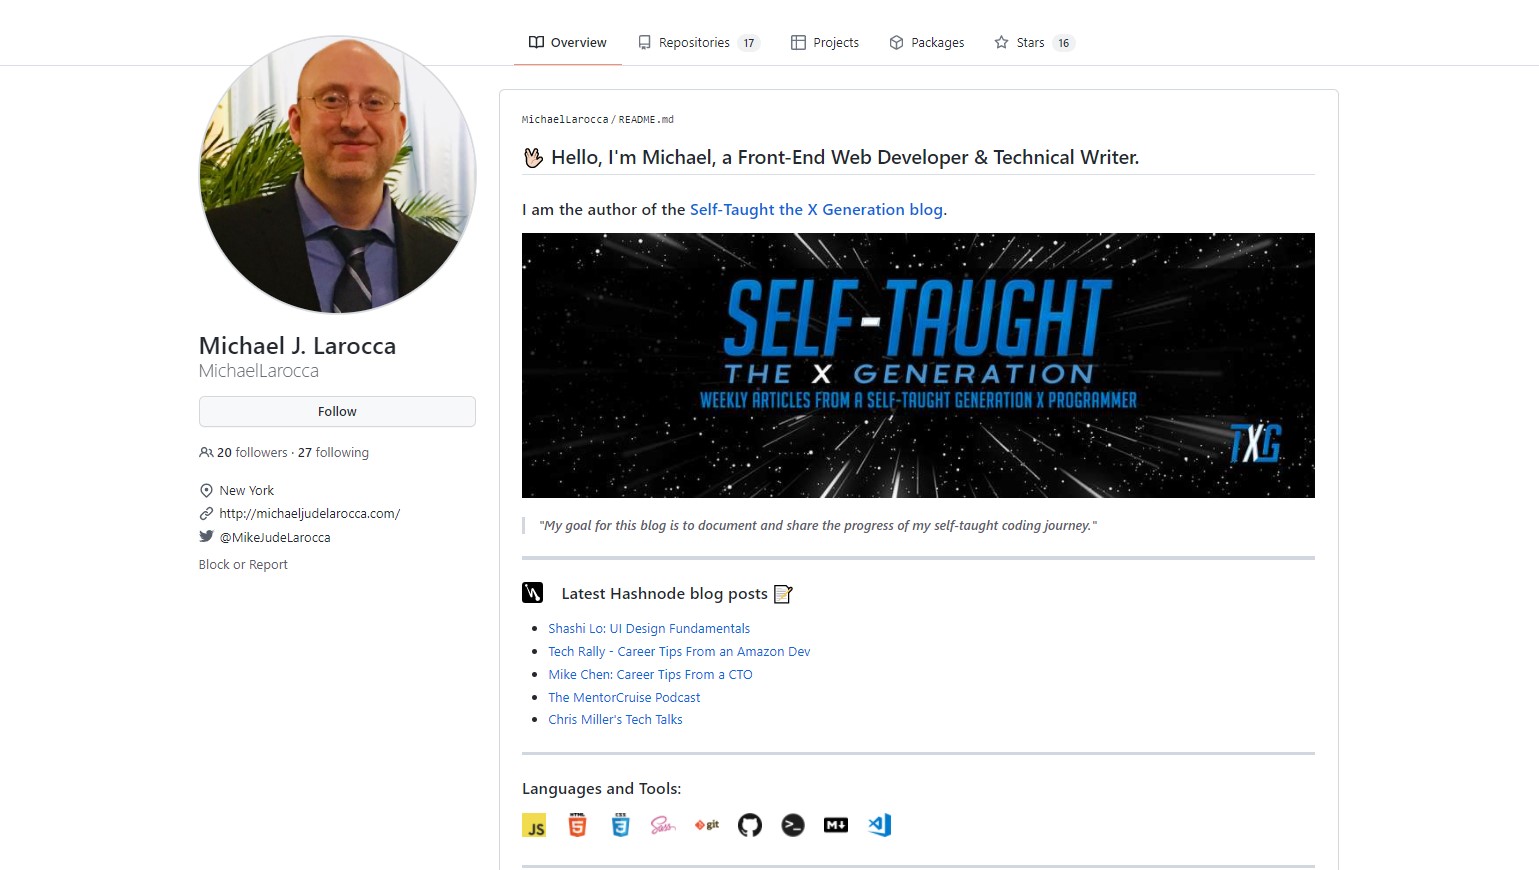 Overview
Repositories 17
Projects
Packages
Stars 16
MichaelLarocca / README.md
Hello, I'm Michael, a Front-End Web Developer & Technical Writer.
I am the author of the Self-Taught the X Generation blog.
SELF-TAUGHT
THE X GENERATION
WEEKLY ARTICLES FROM A SELF-TAUGHT GENERATION X PROGRAMMER
TXG
"My goal for this blog is to document and share the progress of my self-taught coding journey."
Michael J. Larocca
MichaelLarocca
Follow
20 followers · 27 following
New York
http://michaeljudelarocca.com/
@MikeJudeLarocca
Block or Report
Latest Hashnode blog posts
Shashi Lo: UI Design Fundamentals
Tech Rally - Career Tips From an Amazon Dev
Mike Chen: Career Tips From a CTO
The MentorCruise Podcast
Chris Miller's Tech Talks
Languages and Tools:
JS
HTML
5
CSS
3
Sass
git
M